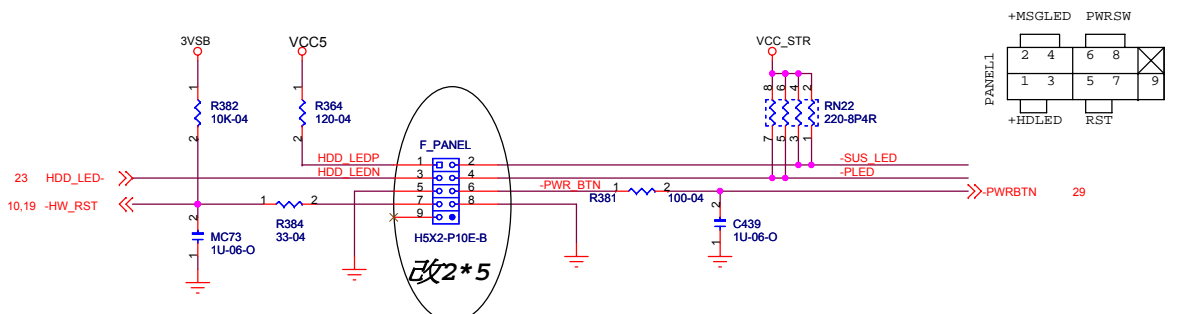 +MSGLED PWRSW
3VSB
VCC5
VCC_STR
PANEL1
2 4 6 8
1 3 5 7 9
+HDLED RST
1
R382
10K-04
2
1
R364
120-04
2
8 6 4 2
RN22
220-8P4R
7 5 3 1
F_PANEL
HDD_LEDP 1 2 -SUS_LED
23 HDD_LED- HDD_LEDN 3 4 -PLED
5 6 -PWR_BTN 1 2 -PWRBTN 29
R381 100-04
10,19 -HW_RST 1 2 7 8
R384
33-04
9
2
MC73
1U-06-O
1
H5X2-P10E-B
2
C439
1U-06-O
1
改2*5